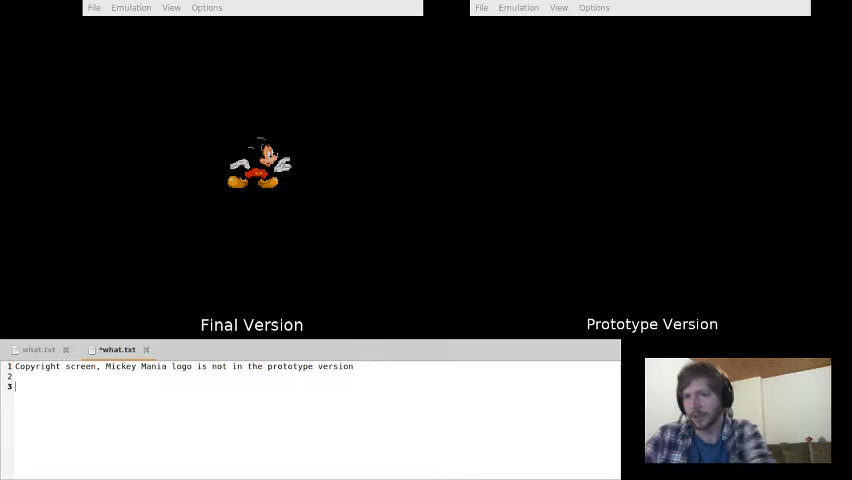 File Emulation View Options
File Emulation View Options
Final Version
Prototype Version
what.txt
*what.txt
1 Copyright screen, Mickey Mania logo is not in the prototype version
2
3